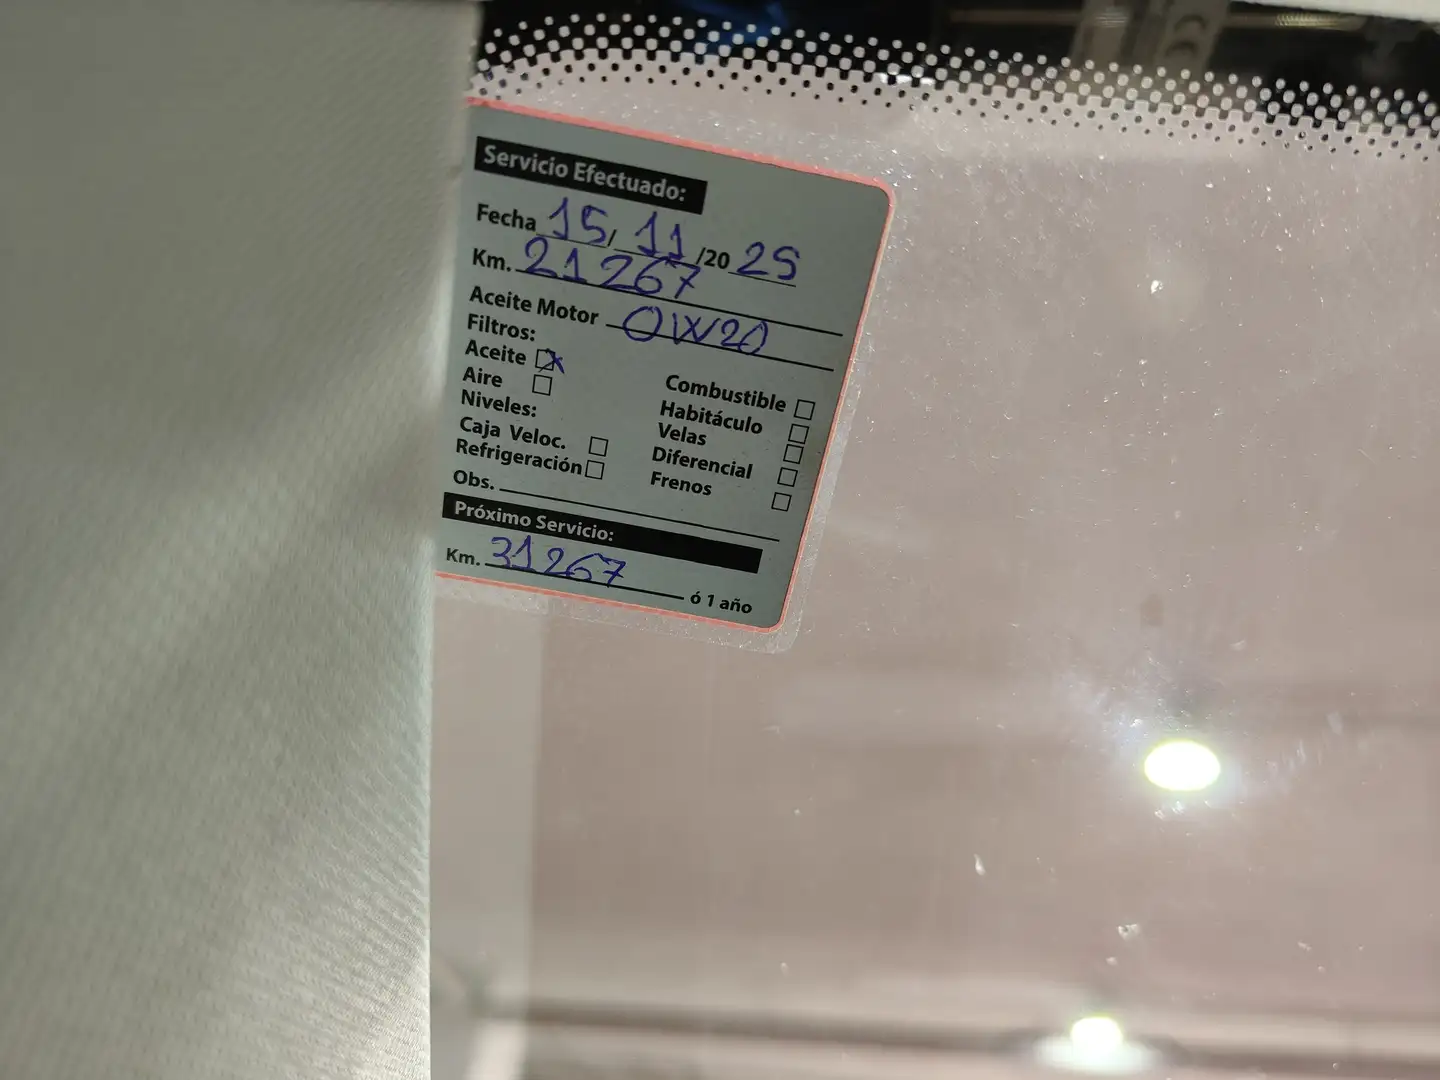 Servicio Efectuado:
Fecha 15/11/2025
Km. 21267
Aceite Motor 0W20
Filtros:
Aceite
Aire
Niveles:
Caja Veloc.
Refrigeración
Combustible
Habitáculo
Velas
Diferencial
Frenos
Obs.
Próximo Servicio:
Km. 31267 ó 1 año